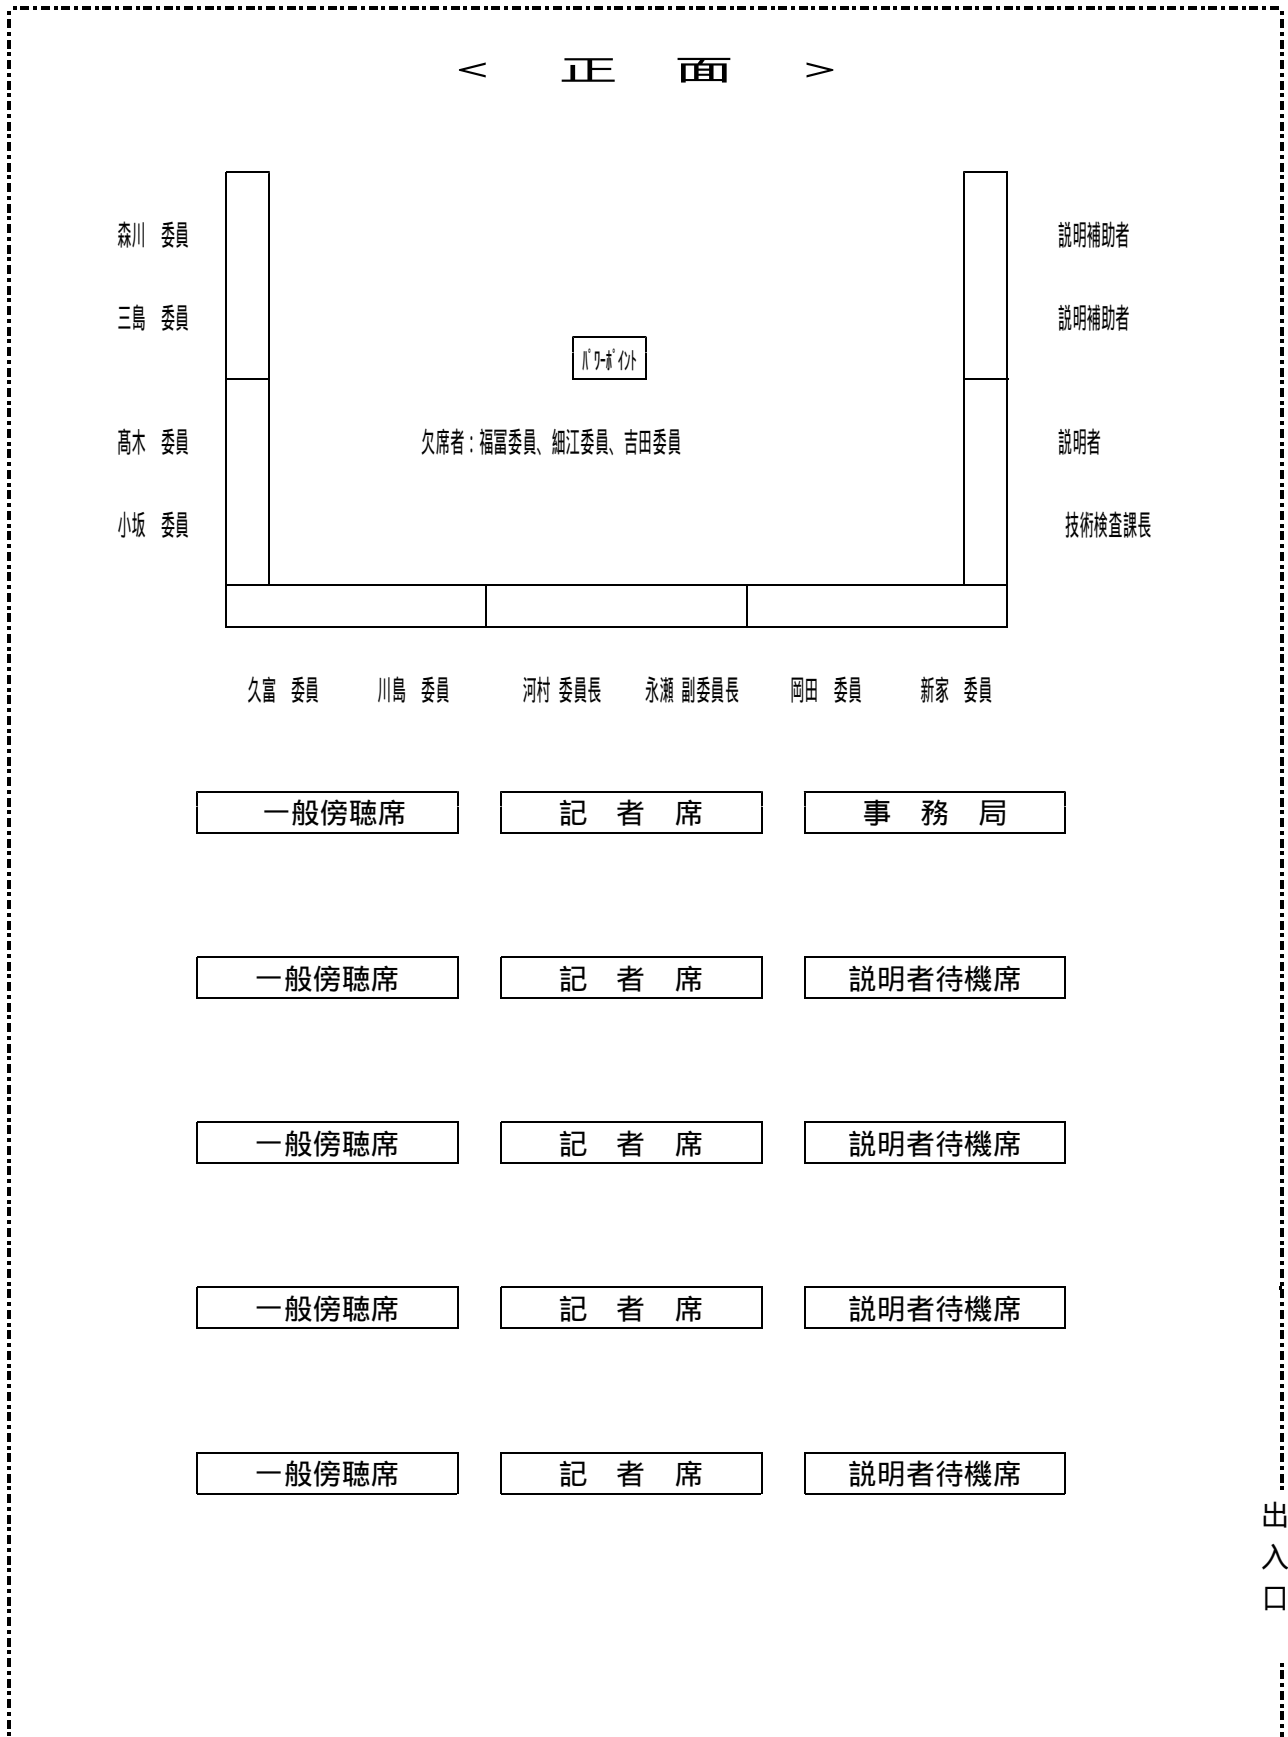 ＜　正　面　＞
森川　委員
説明補助者
三島　委員
説明補助者
ﾊﾟﾜｰﾎﾟｲﾝﾄ
髙木　委員
欠席者：福冨委員、細江委員、吉田委員
説明者
小坂　委員
技術検査課長
久富　委員　川島　委員　河村 委員長　永瀬 副委員長　岡田　委員　新家　委員
一般傍聴席　記　者　席　事　務　局
一般傍聴席　記　者　席　説明者待機席
一般傍聴席　記　者　席　説明者待機席
一般傍聴席　記　者　席　説明者待機席
一般傍聴席　記　者　席　説明者待機席
出
入
口